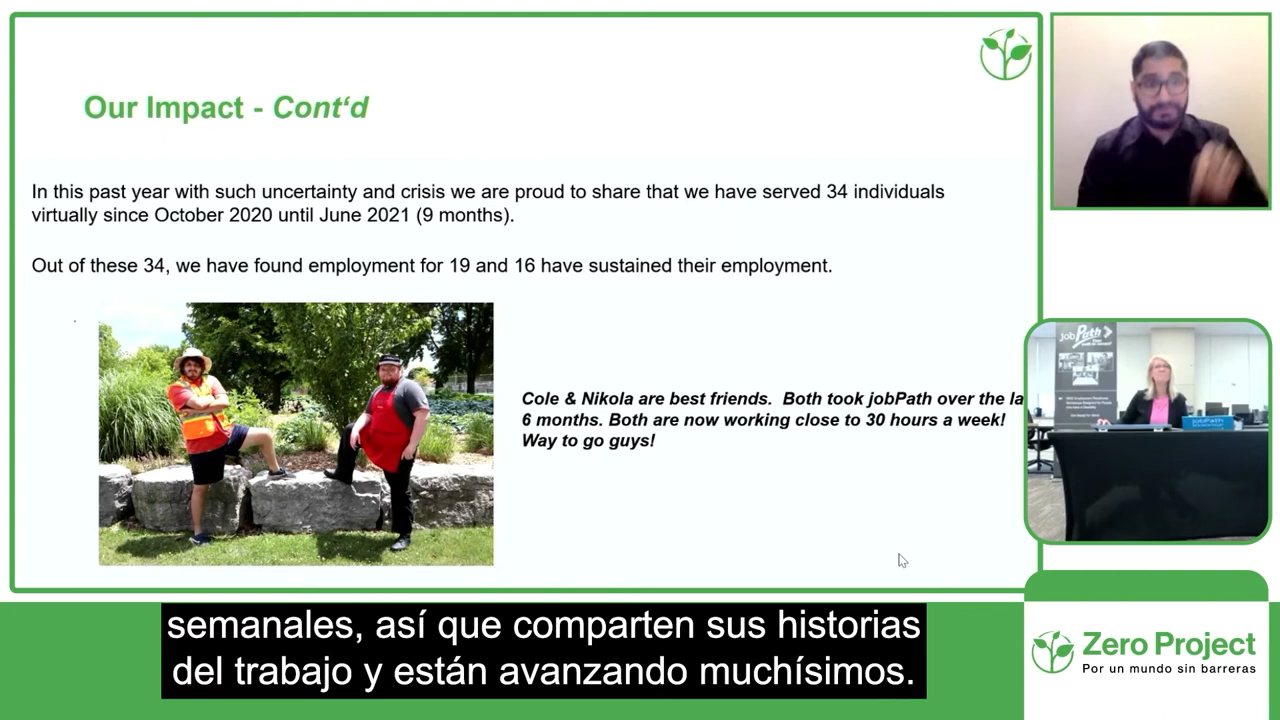 Our Impact - Cont‘d
In this past year with such uncertainty and crisis we are proud to share that we have served 34 individuals
virtually since October 2020 until June 2021 (9 months).
Out of these 34, we have found employment for 19 and 16 have sustained their employment.
Cole & Nikola are best friends. Both took jobPath over the la
6 months. Both are now working close to 30 hours a week!
Way to go guys!
jobPath
JobPath
semanales, así que comparten sus historias
del trabajo y están avanzando muchísimos.
Zero Project
Por un mundo sin barreras